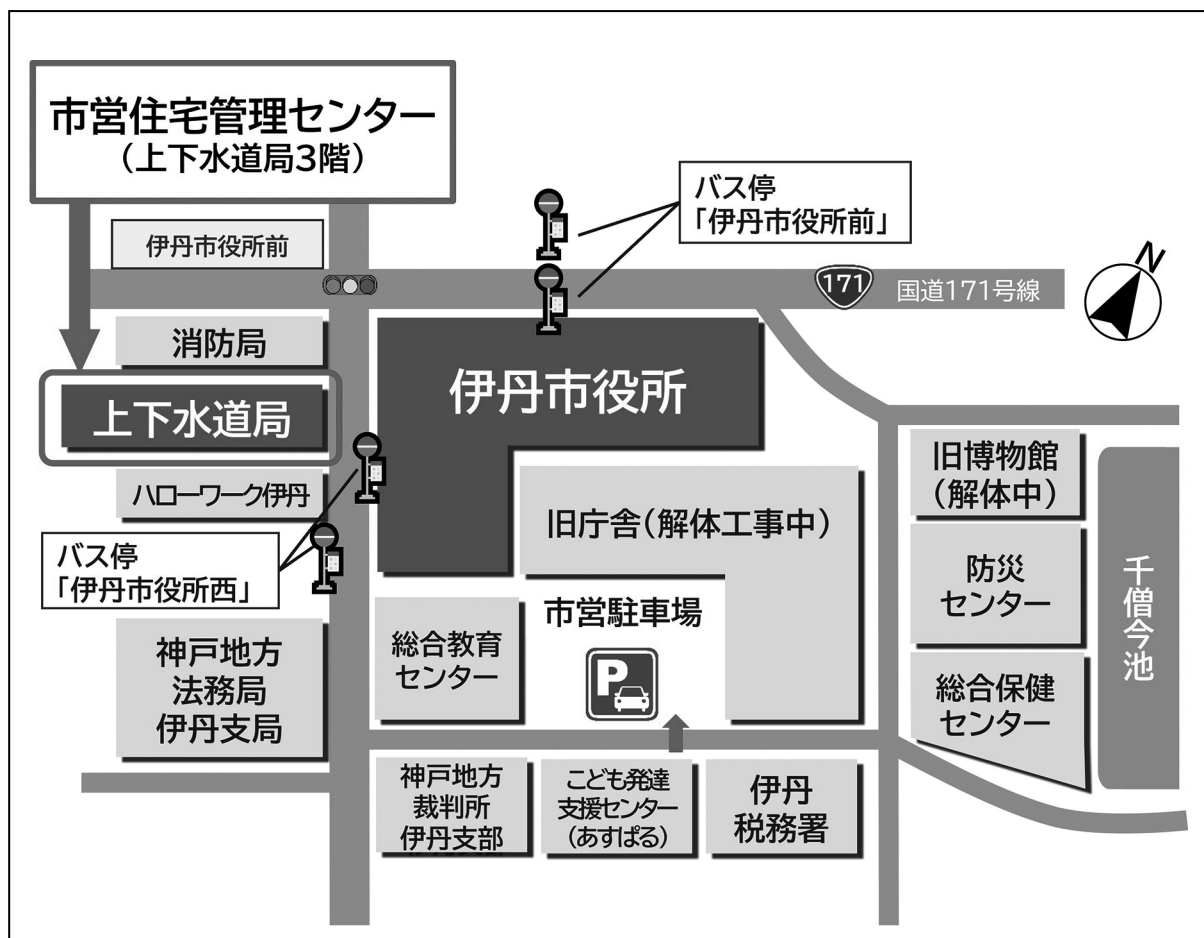 市営住宅管理センター
(上下水道局3階)
バス停
「伊丹市役所前」
伊丹市役所前
N
171
国道171号線
消防局
上下水道局
ハローワーク伊丹
バス停
「伊丹市役所西」
神戸地方
法務局
伊丹支局
伊丹市役所
旧庁舎(解体工事中)
市営駐車場
P
総合教育
センター
旧博物館
(解体中)
防災
センター
総合保健
センター
千僧今池
神戸地方
裁判所
伊丹支部
こども発達
支援センター
(あすぱる)
伊丹
税務署